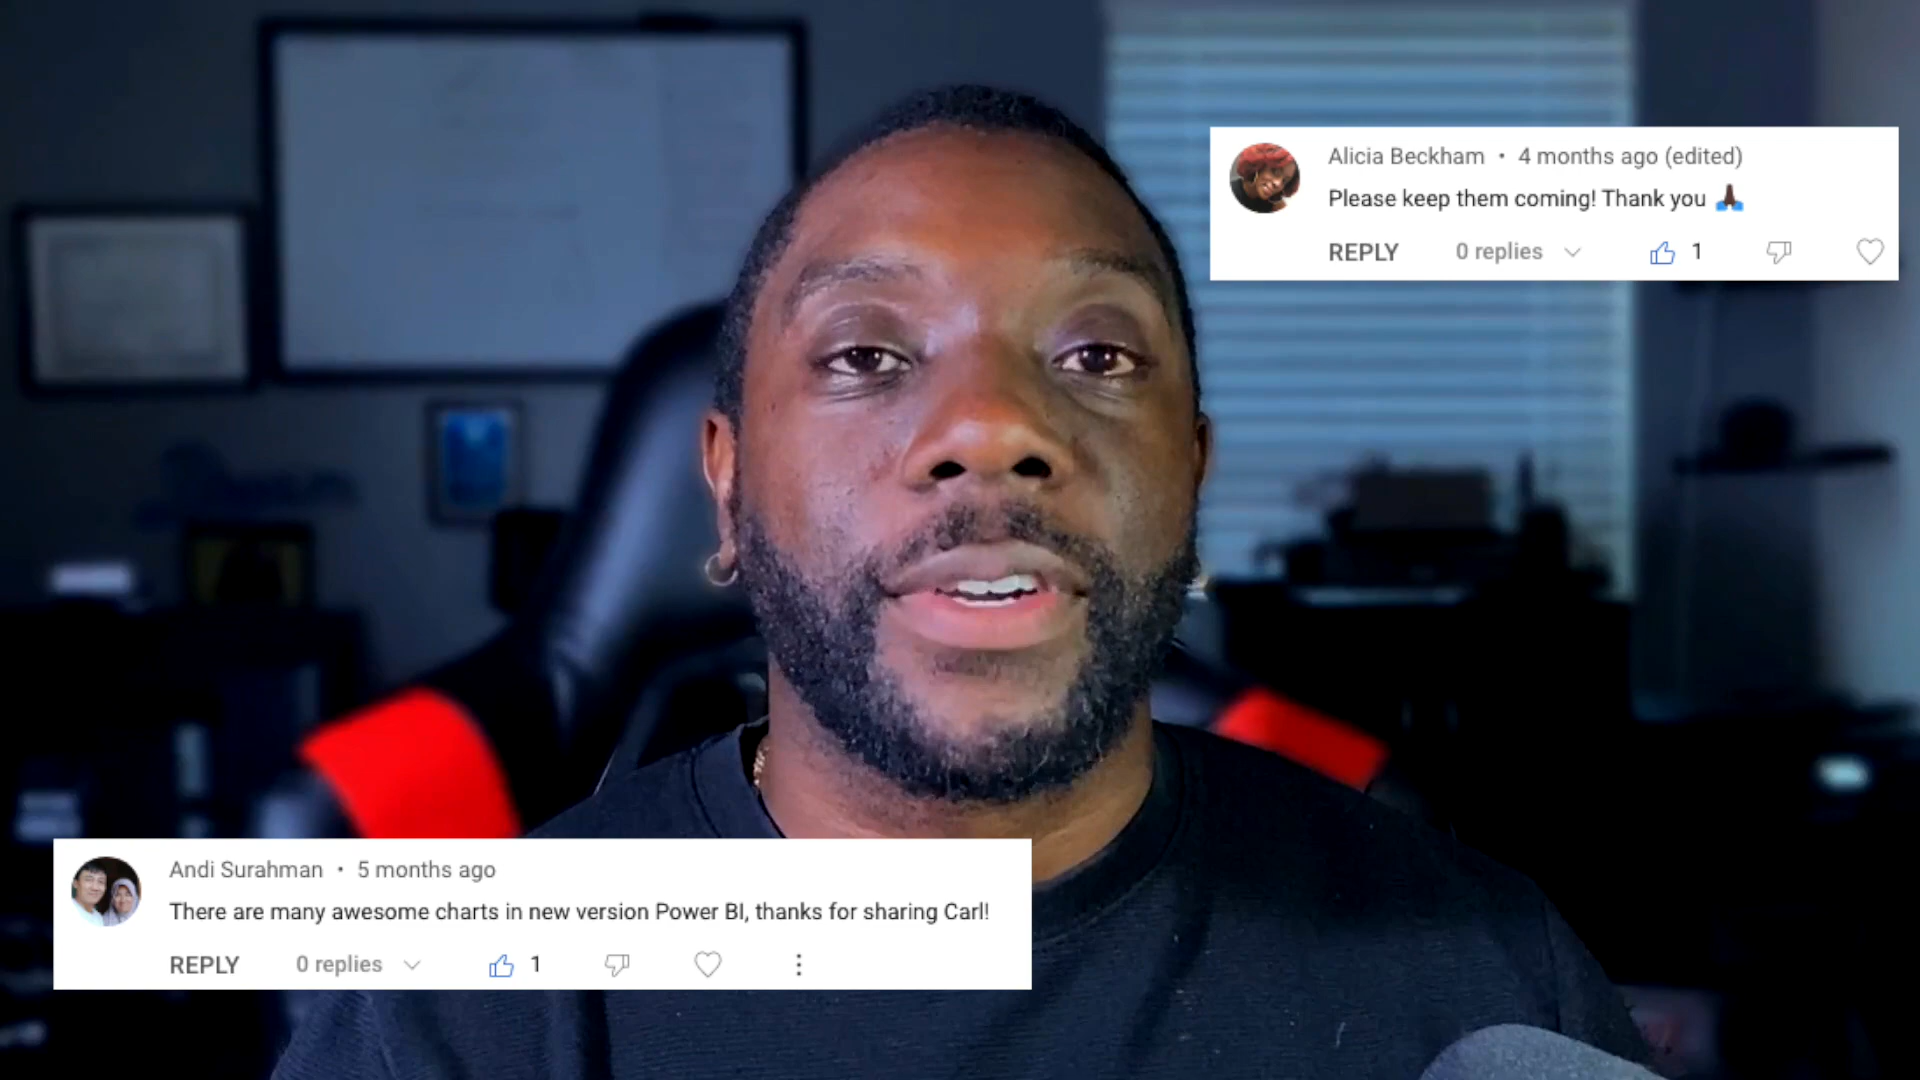 Alicia Beckham • 4 months ago (edited)
Please keep them coming! Thank you 🙏🏿
REPLY 0 replies 1
Andi Surahman • 5 months ago
There are many awesome charts in new version Power BI, thanks for sharing Carl!
REPLY 0 replies 1